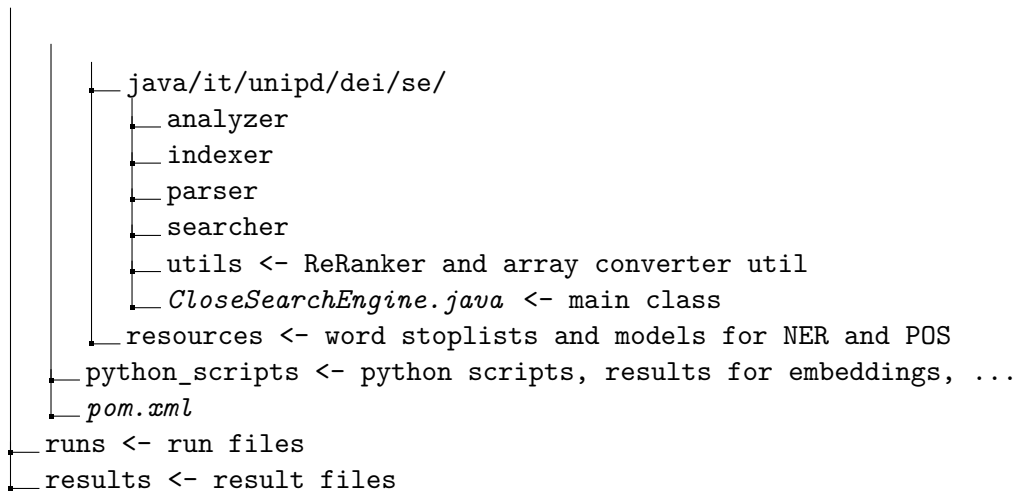 java/it/unipd/dei/se/
analyzer
indexer
parser
searcher
utils <- ReRanker and array converter util
CloseSearchEngine.java <- main class
resources <- word stoplists and models for NER and POS
python_scripts <- python scripts, results for embeddings, ...
pom.xml
runs <- run files
results <- result files